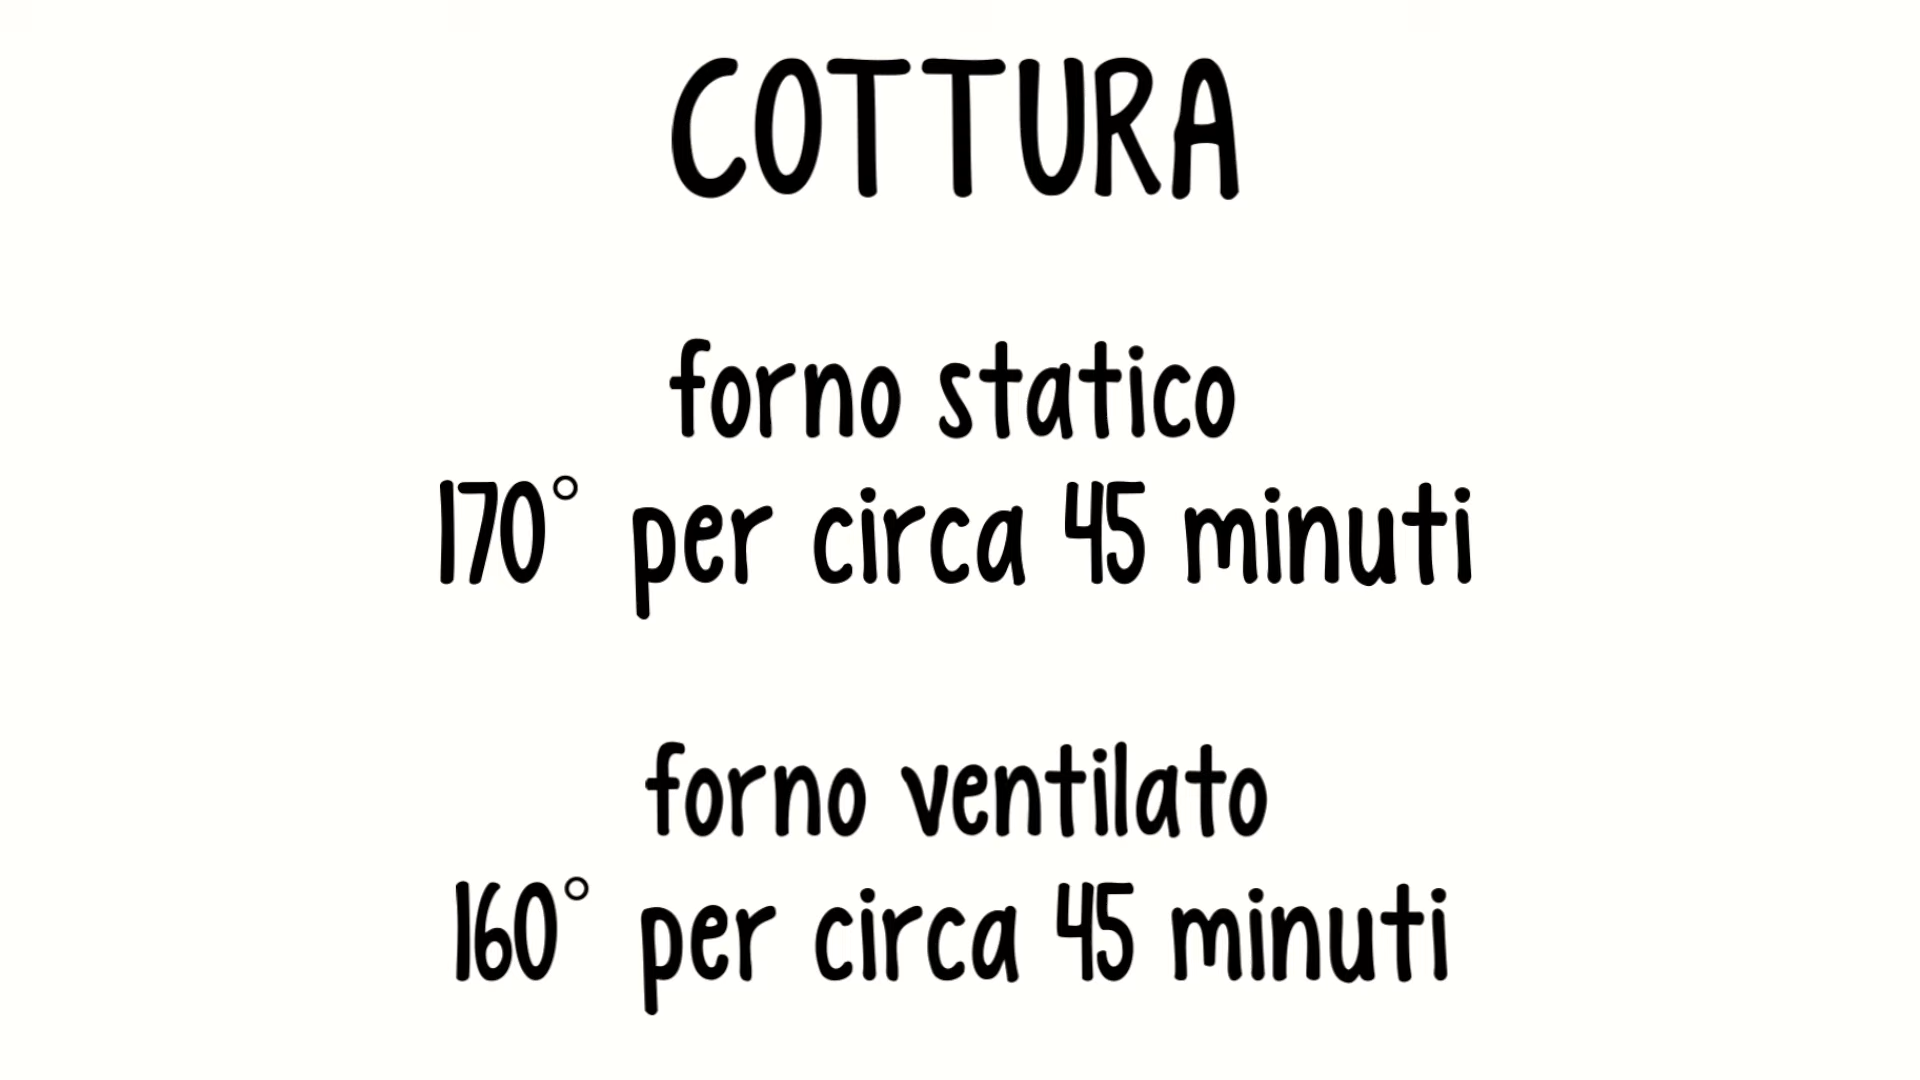 COTTURA
forno statico
170° per circa 45 minuti
forno ventilato
160° per circa 45 minuti